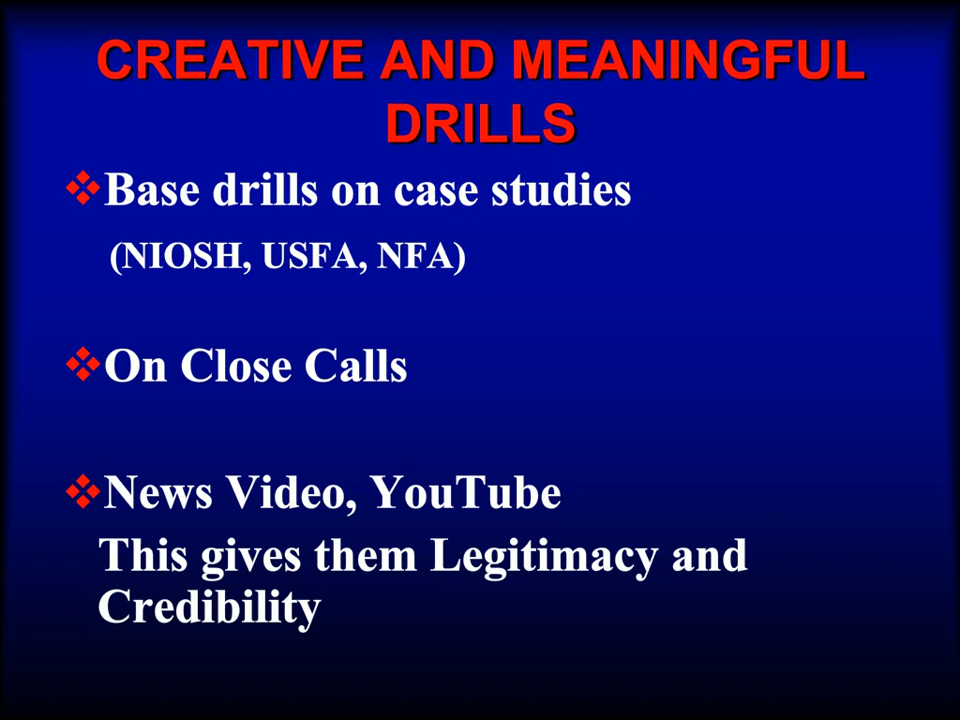 CREATIVE AND MEANINGFUL
DRILLS
Base drills on case studies
(NIOSH, USFA, NFA)
On Close Calls
News Video, YouTube
This gives them Legitimacy and
Credibility